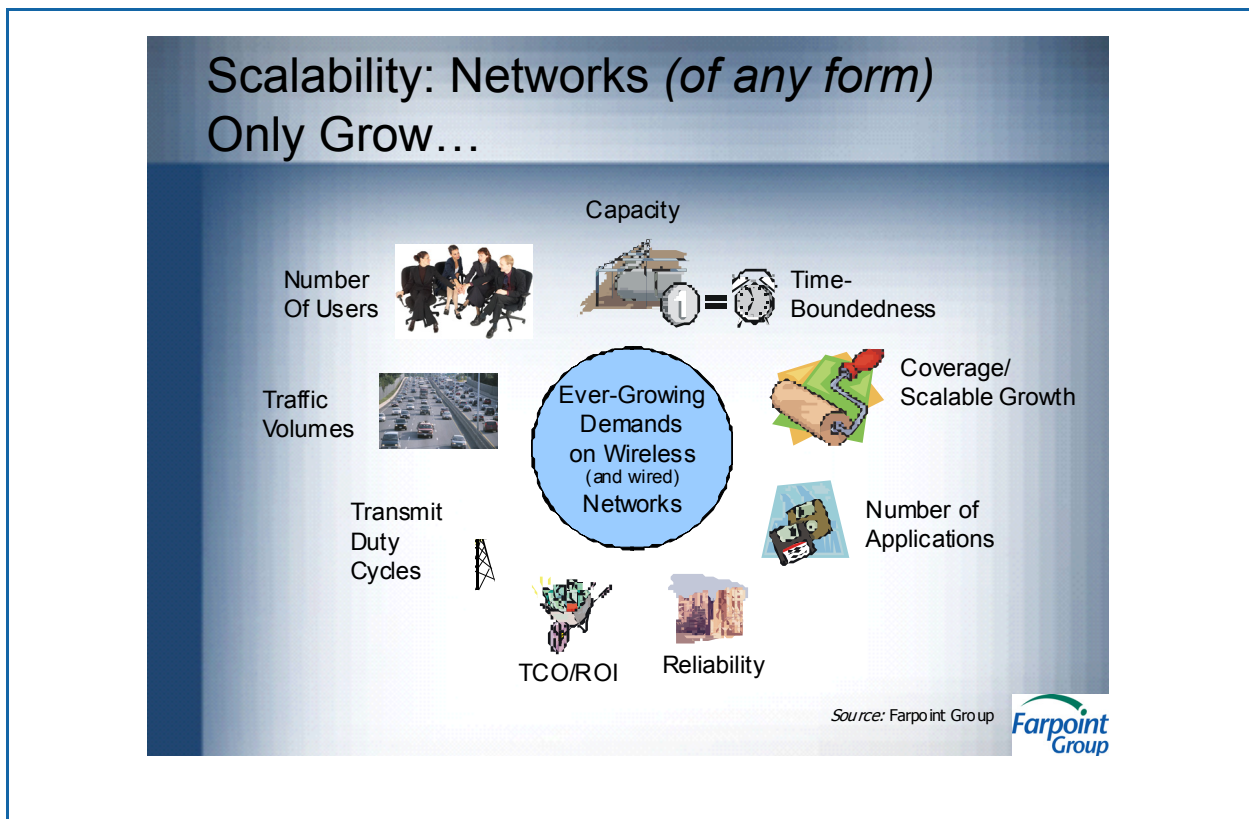 Scalability: Networks (of any form)
Only Grow…
Capacity
Number
Of Users
1 =
Time-
Boundedness
Coverage/
Scalable Growth
Traffic
Volumes
Ever-Growing
Demands
on Wireless
(and wired)
Networks
Transmit
Duty
Cycles
Number of
Applications
TCO/ROI
Reliability
Source: Farpoint Group
Farpoint
Group